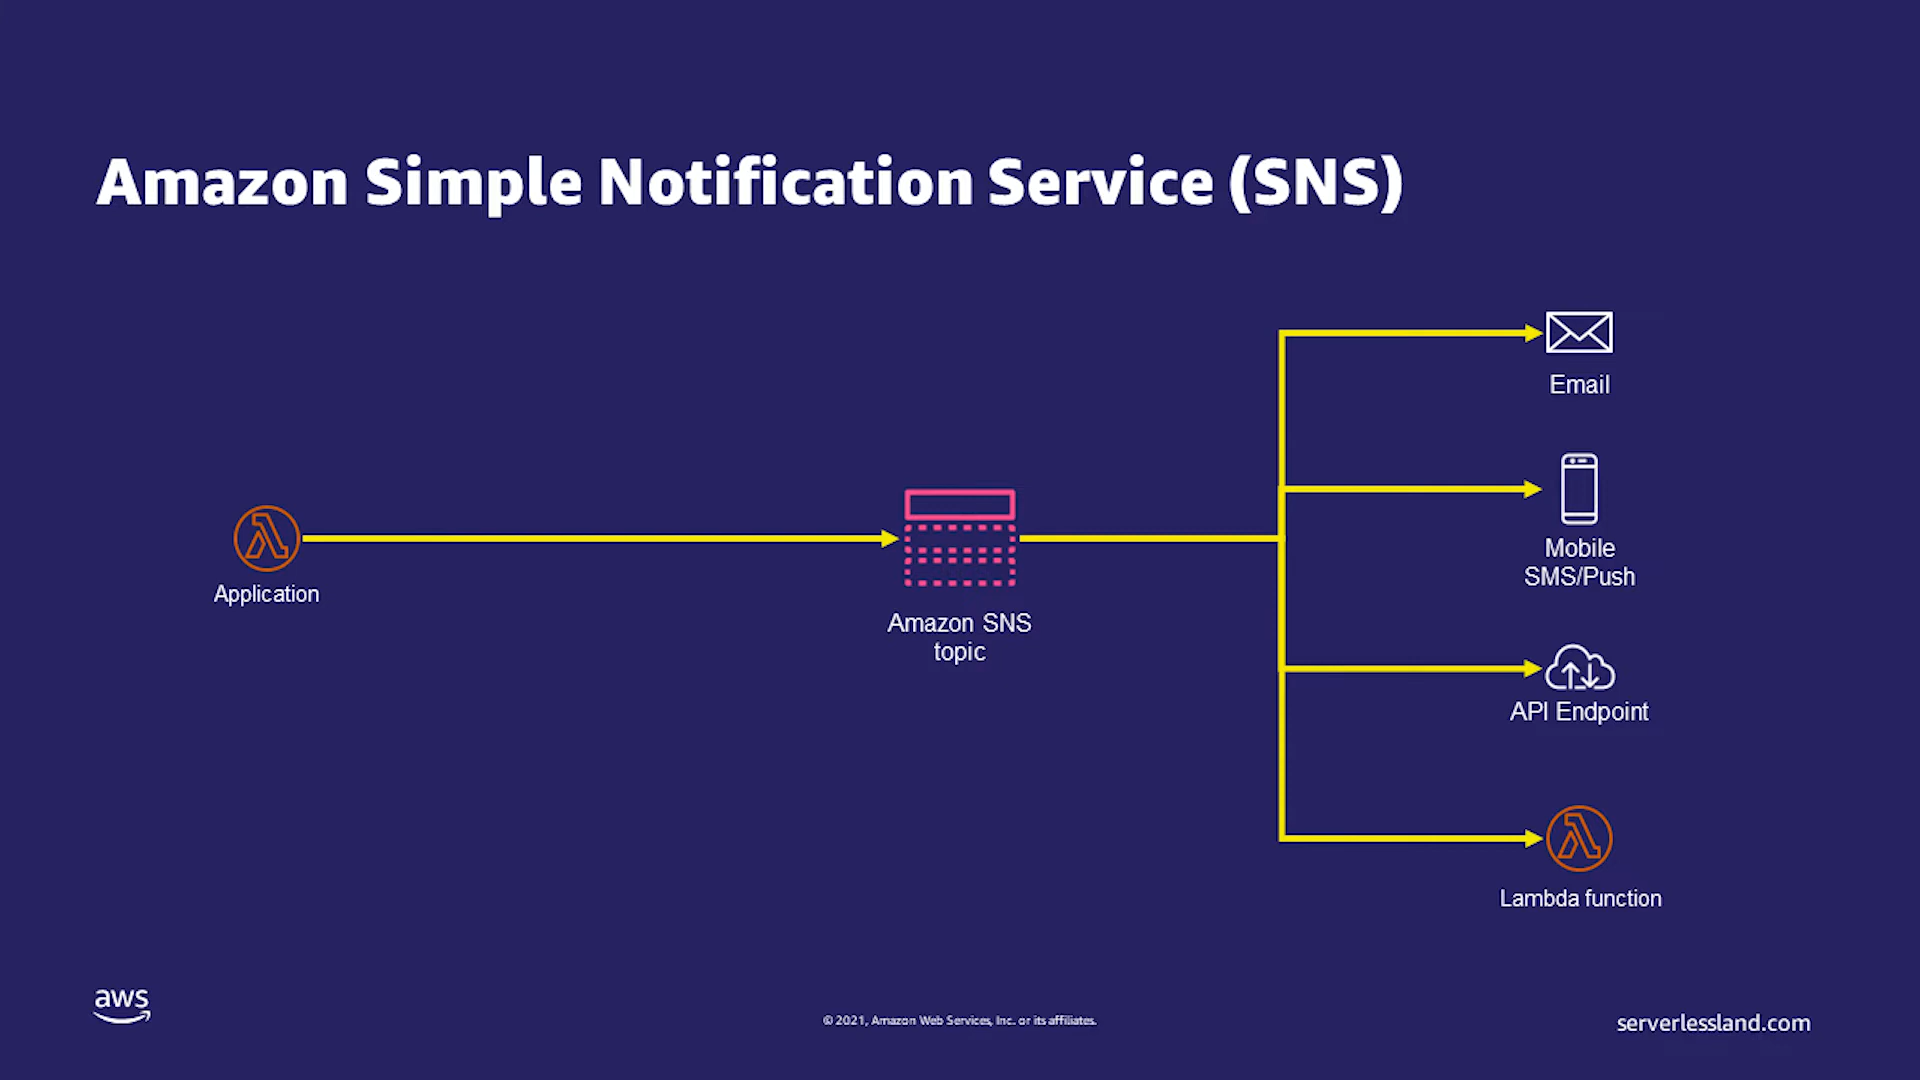 Amazon Simple Notification Service (SNS)
Email
Mobile
SMS/Push
Application
Amazon SNS
topic
API Endpoint
Lambda function
aws
© 2021, Amazon Web Services, Inc. or its affiliates.
serverlessland.com